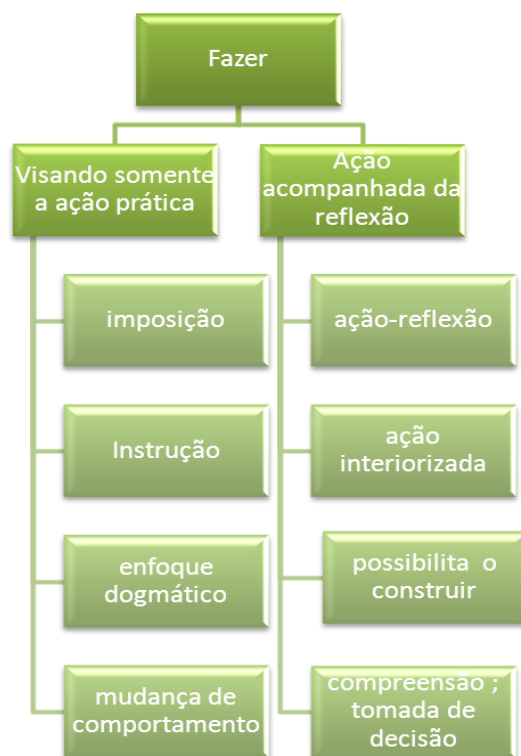 Fazer
Visando somente
a ação prática
imposição
Instrução
enfoque
dogmático
mudança de
comportamento
Ação
acompanhada da
reflexão
ação-reflexão
ação
interiorizada
possibilita o
construir
compreensão ;
tomada de
decisão